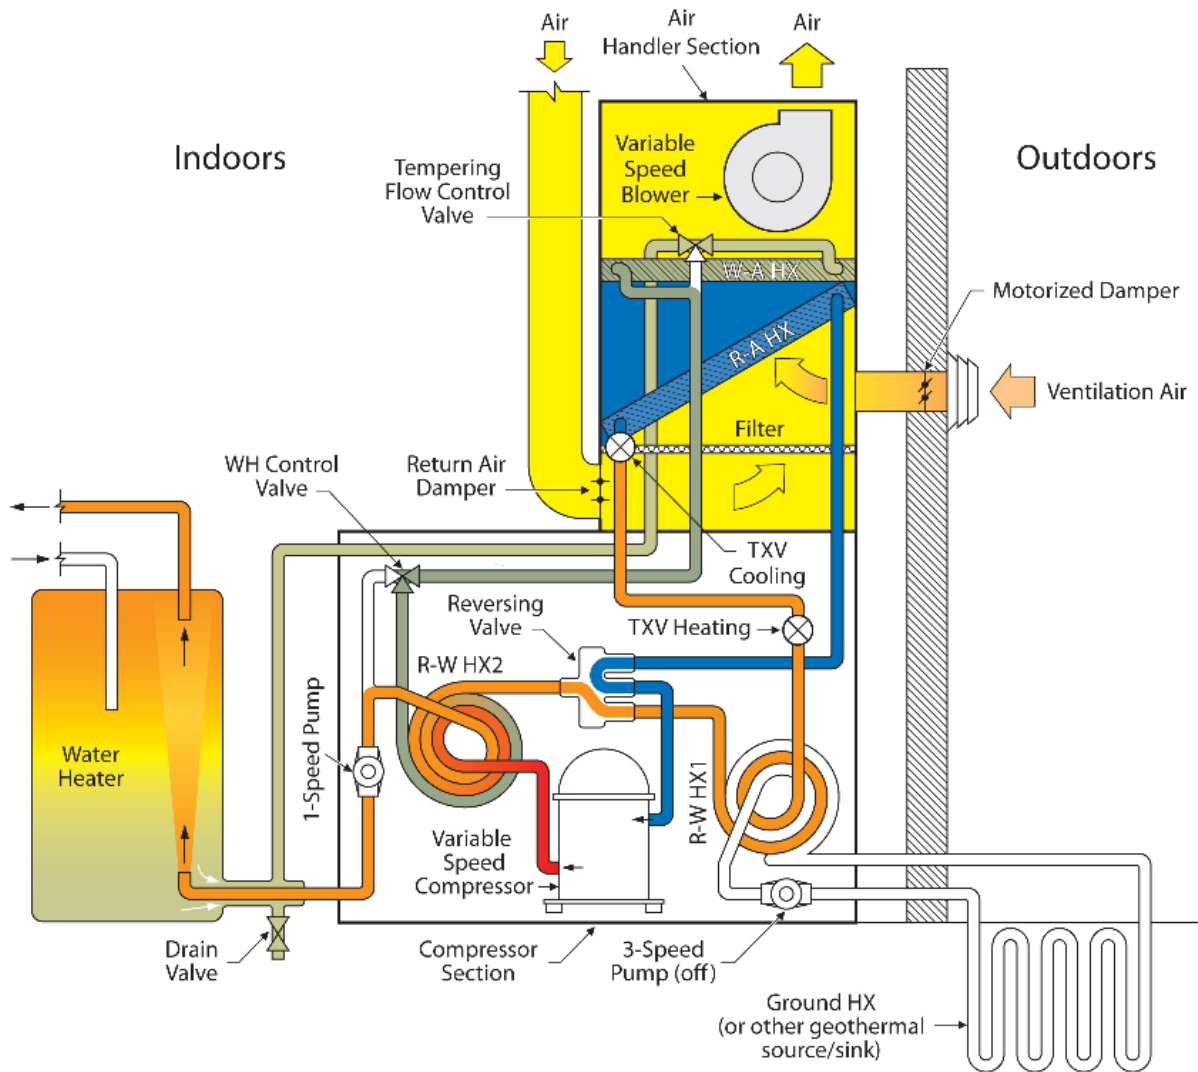 Air
Air
Handler Section
Air
Indoors
Outdoors
Tempering
Flow Control
Valve
Variable
Speed
Blower
W-A HX
Motorized Damper
R-A HX
Ventilation Air
Filter
WH Control
Valve
Return Air
Damper
TXV
Cooling
Reversing
Valve
TXV Heating
R-W HX2
Water
Heater
1-Speed Pump
R-W HX1
Variable
Speed
Compressor
Drain
Valve
Compressor
Section
3-Speed
Pump (off)
Ground HX
(or other geothermal
source/sink)